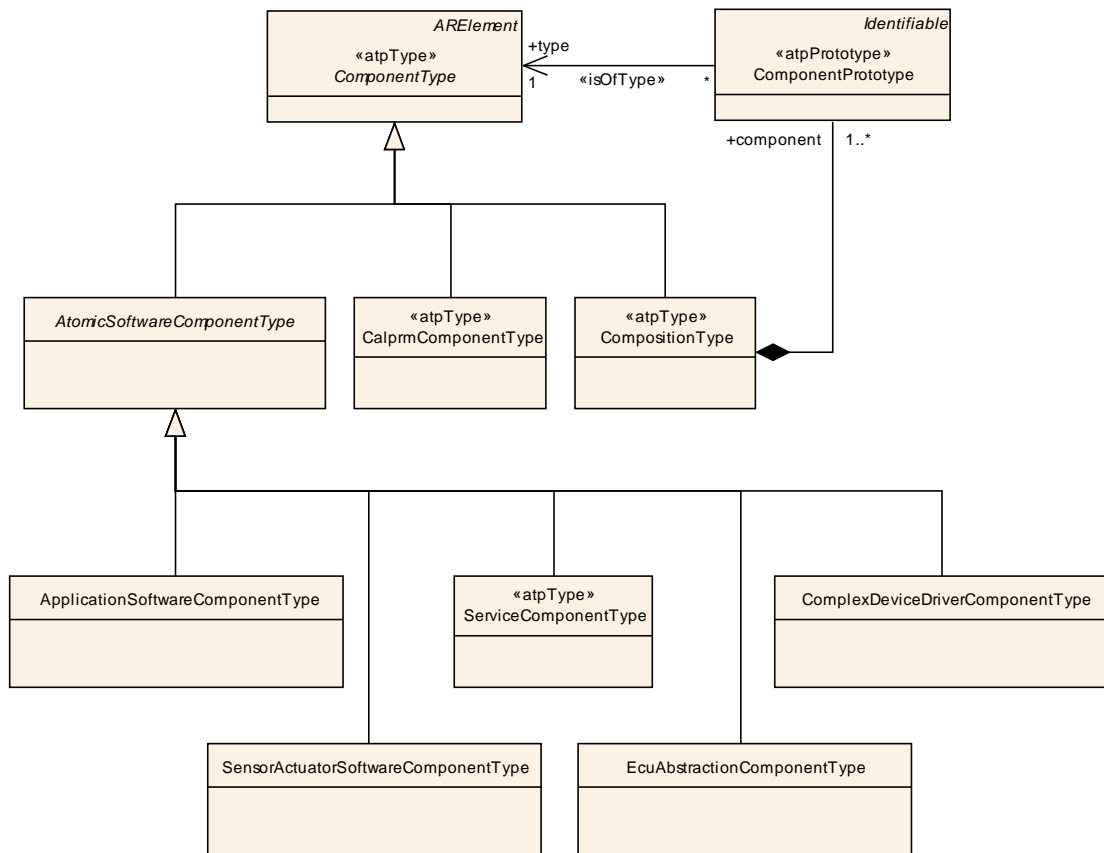 ARElement
«atpType»
ComponentType
Identifiable
«atpPrototype»
ComponentPrototype
+type
1
«isOfType»
*
+component
1..*
AtomicSoftwareComponentType
«atpType»
CalprmComponentType
«atpType»
CompositionType
ApplicationSoftwareComponentType
«atpType»
ServiceComponentType
ComplexDeviceDriverComponentType
SensorActuatorSoftwareComponentType
EcuAbstractionComponentType